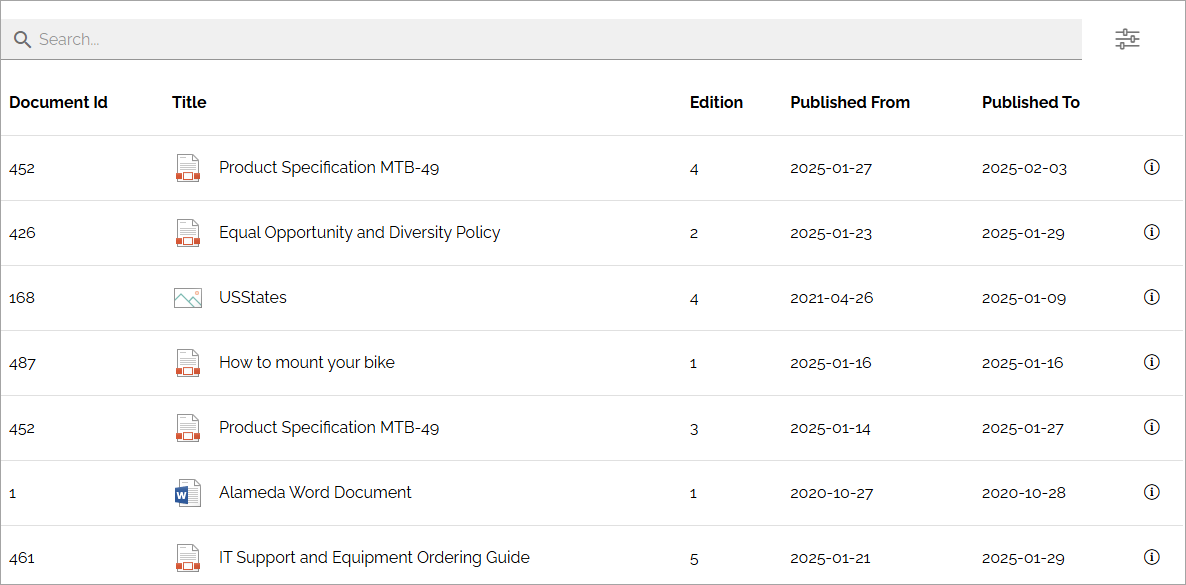 Search...
Document Id Title Edition Published From Published To
452 Product Specification MTB-49 4 2025-01-27 2025-02-03
426 Equal Opportunity and Diversity Policy 2 2025-01-23 2025-01-29
168 USStates 4 2021-04-26 2025-01-09
487 How to mount your bike 1 2025-01-16 2025-01-16
452 Product Specification MTB-49 3 2025-01-14 2025-01-27
1 W Alameda Word Document 1 2020-10-27 2020-10-28
461 IT Support and Equipment Ordering Guide 5 2025-01-21 2025-01-29